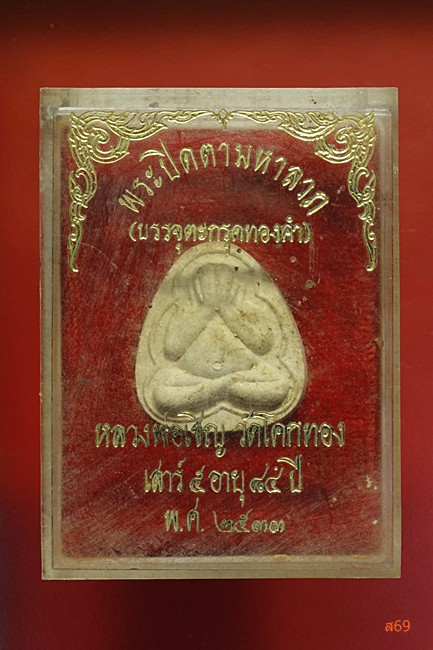 พระปิดตามหาลาภ
(บรรจุตะกรุดทองคำ)
หลวงพ่อเชิญ วัดโคกทอง
เสาร์ ๕ อายุ ๘๔ ปี
พ.ศ. ๒๕๓๓
ส69